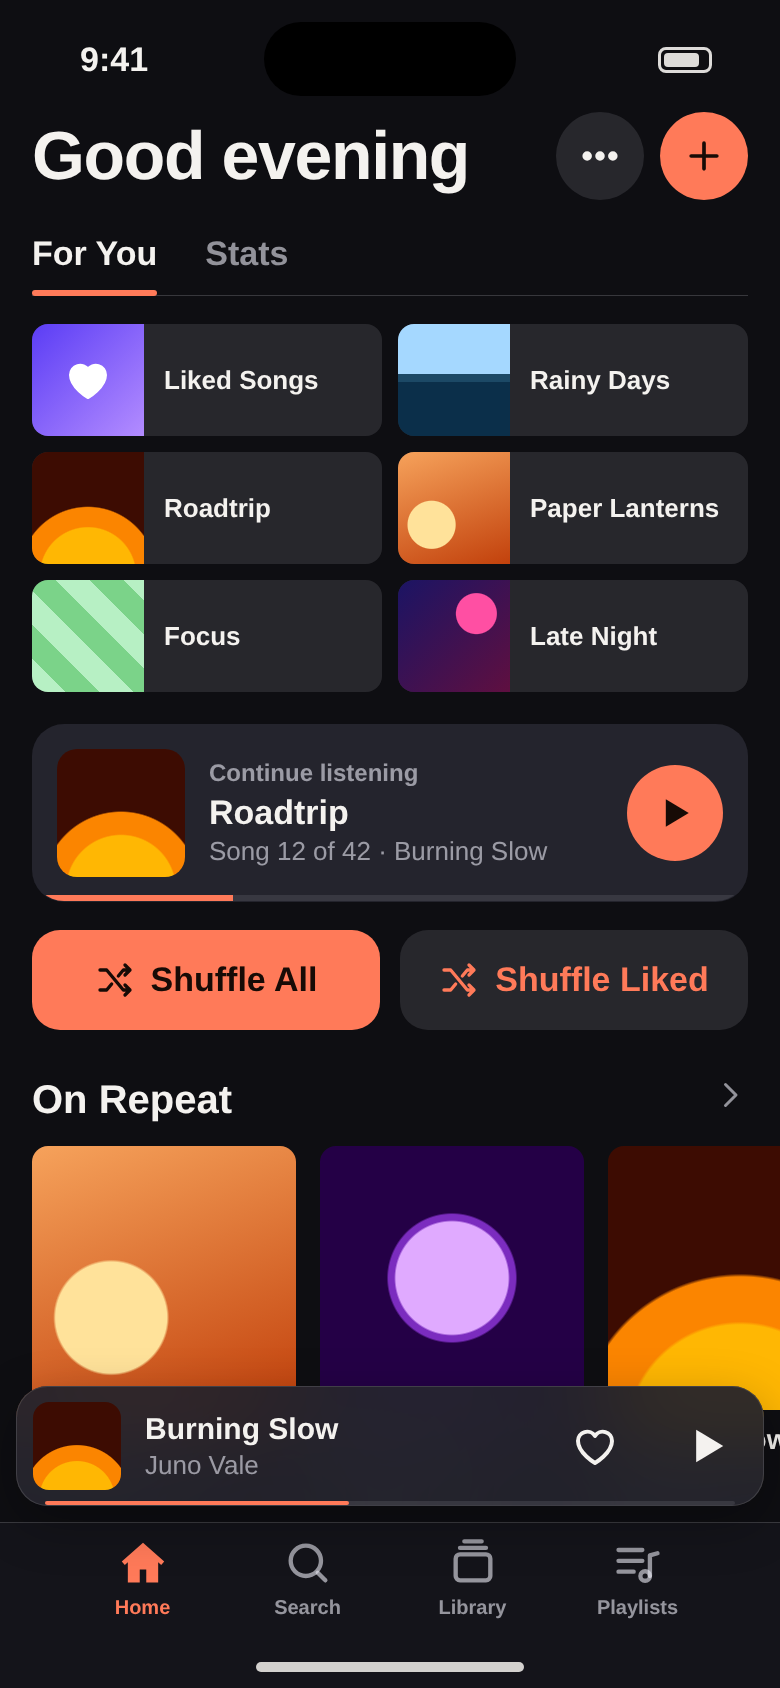 9:41
Good evening
For You Stats
Liked Songs
Rainy Days
Roadtrip
Paper Lanterns
Focus
Late Night
Continue listening
Roadtrip
Song 12 of 42 · Burning Slow
Shuffle All
Shuffle Liked
On Repeat
Burning Slow
Juno Vale
Home
Search
Library
Playlists